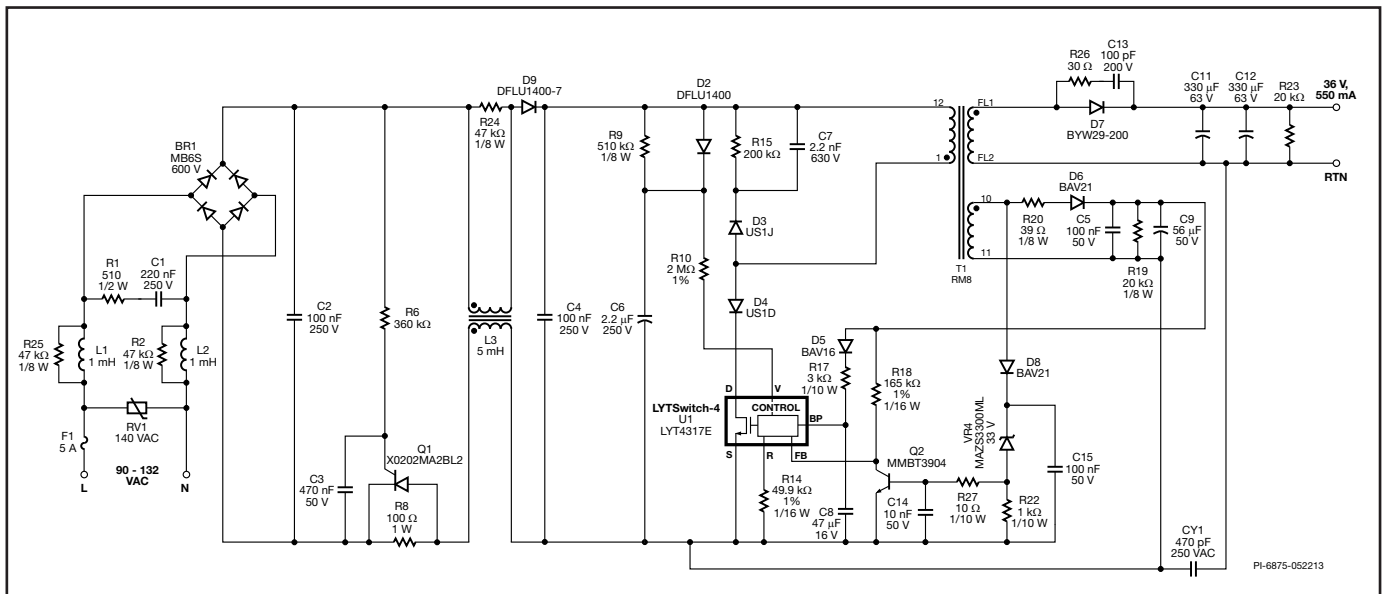 R26
30 Ω
C13
100 pF
200 V
D7
BYW29-200
C11
330 µF
63 V
C12
330 µF
63 V
R23
20 kΩ
36 V,
550 mA
RTN
D9
DFLU1400-7
D2
DFLU1400
R24
47 kΩ
1/8 W
R9
510 kΩ
1/8 W
R15
200 kΩ
C7
2.2 nF
630 V
12
1
FL1
FL2
10
11
T1
RM8
BR1
MB6S
600 V
D6
BAV21
R20
39 Ω
1/8 W
C5
100 nF
50 V
R19
20 kΩ
1/8 W
C9
56 µF
50 V
D3
US1J
R10
2 MΩ
1%
D4
US1D
R1
510
1/2 W
C1
220 nF
250 V
C2
100 nF
250 V
R6
360 kΩ
L3
5 mH
C4
100 nF
250 V
C6
2.2 µF
250 V
R25
47 kΩ
1/8 W
L1
1 mH
R2
47 kΩ
1/8 W
L2
1 mH
RV1
140 VAC
F1
5 A
90 - 132
VAC
L
N
C3
470 nF
50 V
Q1
X0202MA2BL2
R8
100 Ω
1 W
D5
BAV16
R17
3 kΩ
1/10 W
R18
165 kΩ
1%
1/16 W
D8
BAV21
LYTSwitch-4
U1
LYT4317E
D
V
CONTROL
BP
S
R
FB
R14
49.9 kΩ
1%
1/16 W
C8
47 µF
16 V
Q2
MMBT3904
C14
10 nF
50 V
R27
10 Ω
1/10 W
VR4
MAZS3300ML
33 V
R22
1 kΩ
1/10 W
C15
100 nF
50 V
CY1
470 pF
250 VAC
PI-6875-052213